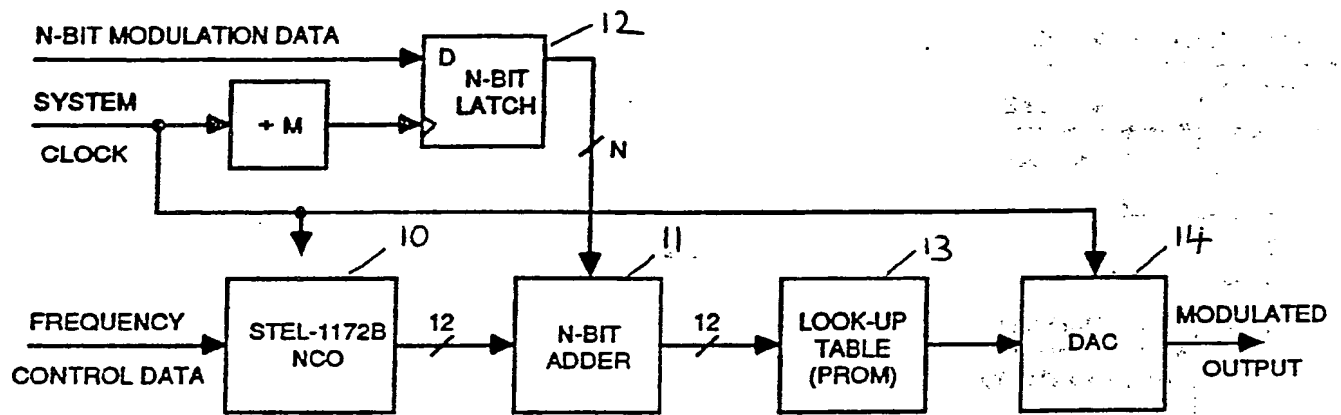 N-BIT MODULATION DATA
D
N-BIT
LATCH
12
SYSTEM
CLOCK
÷ M
N
10
11
13
14
FREQUENCY
CONTROL DATA
STEL-1172B
NCO
12
N-BIT
ADDER
12
LOOK-UP
TABLE
(PROM)
DAC
MODULATED
OUTPUT